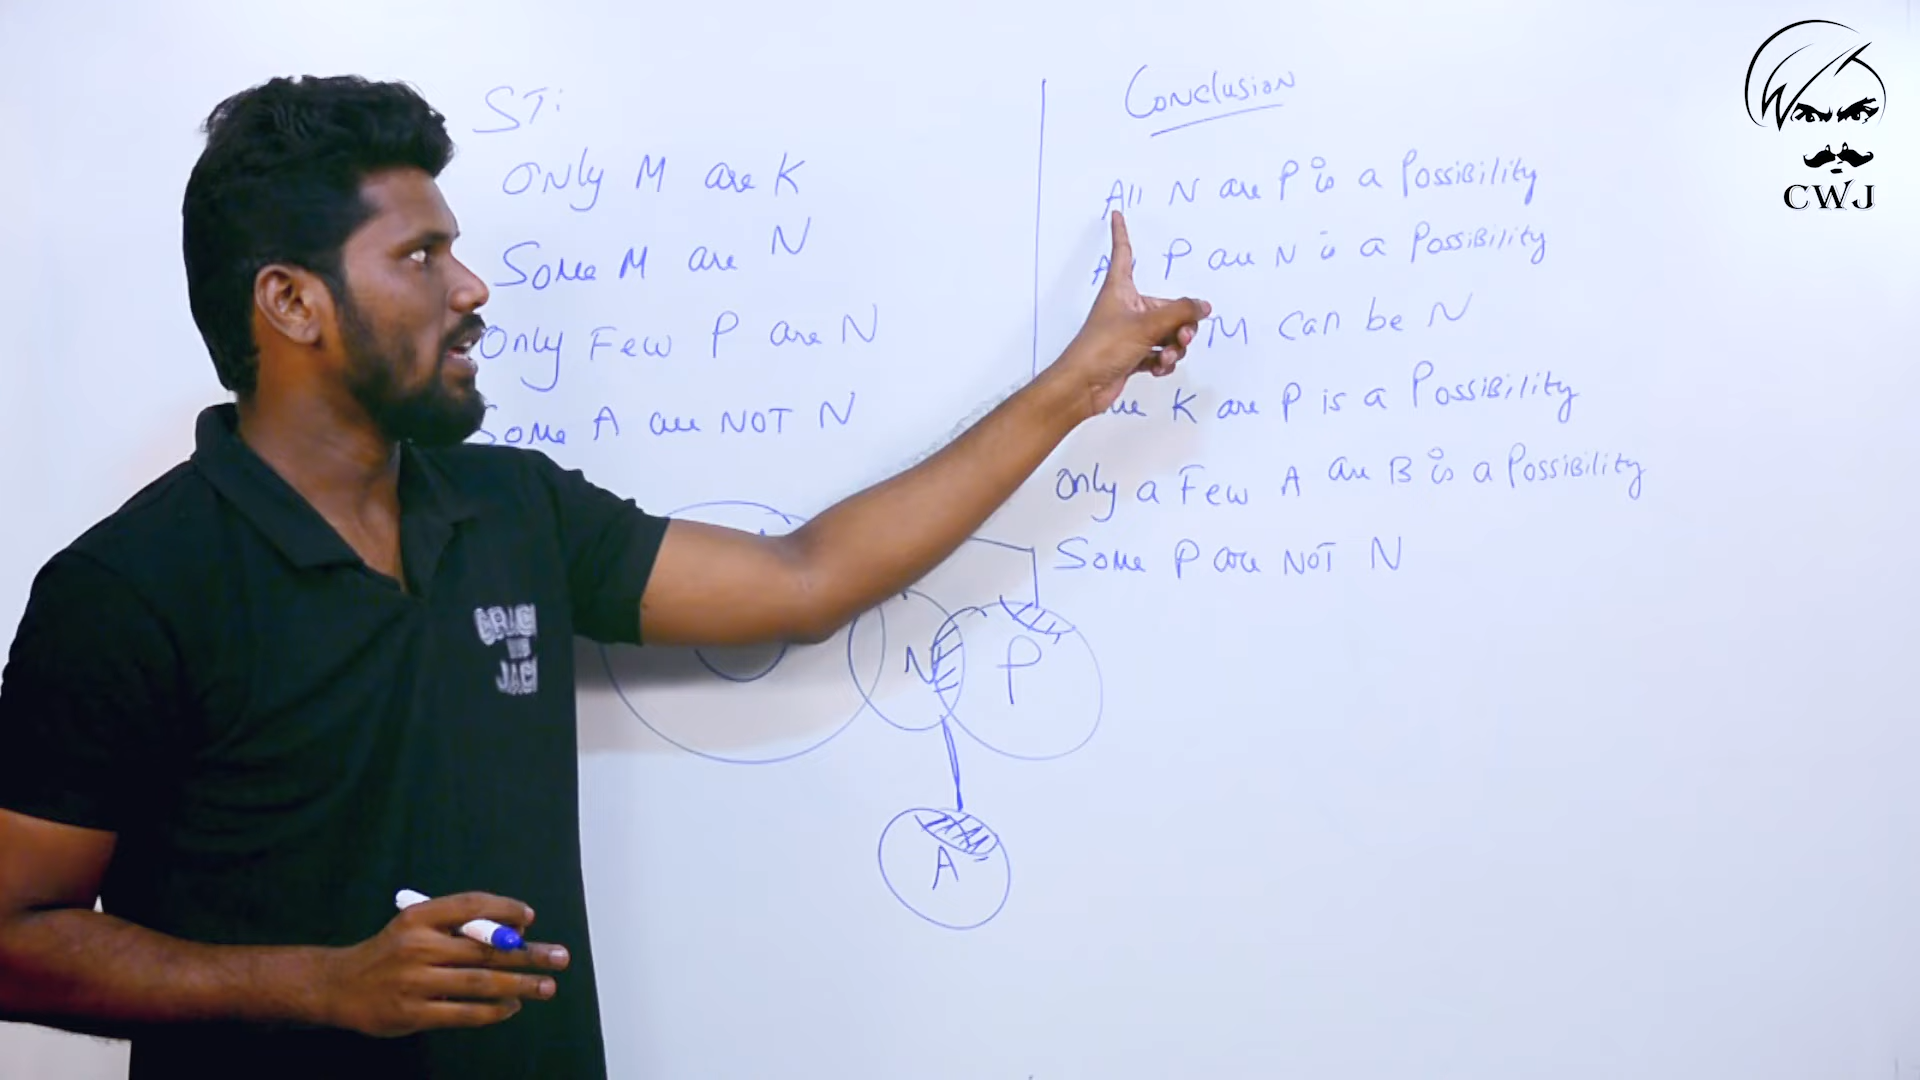 ST:
ONly M are K
Some M are N
Only Few P are N
Some A are NOT N
Conclusion
All N are P is a Possibility
P are N is a Possibility
M can be N
K are P is a Possibility
Only a Few A are B is a Possibility
Some P are NOT N
N
P
A
CWJ
JACK